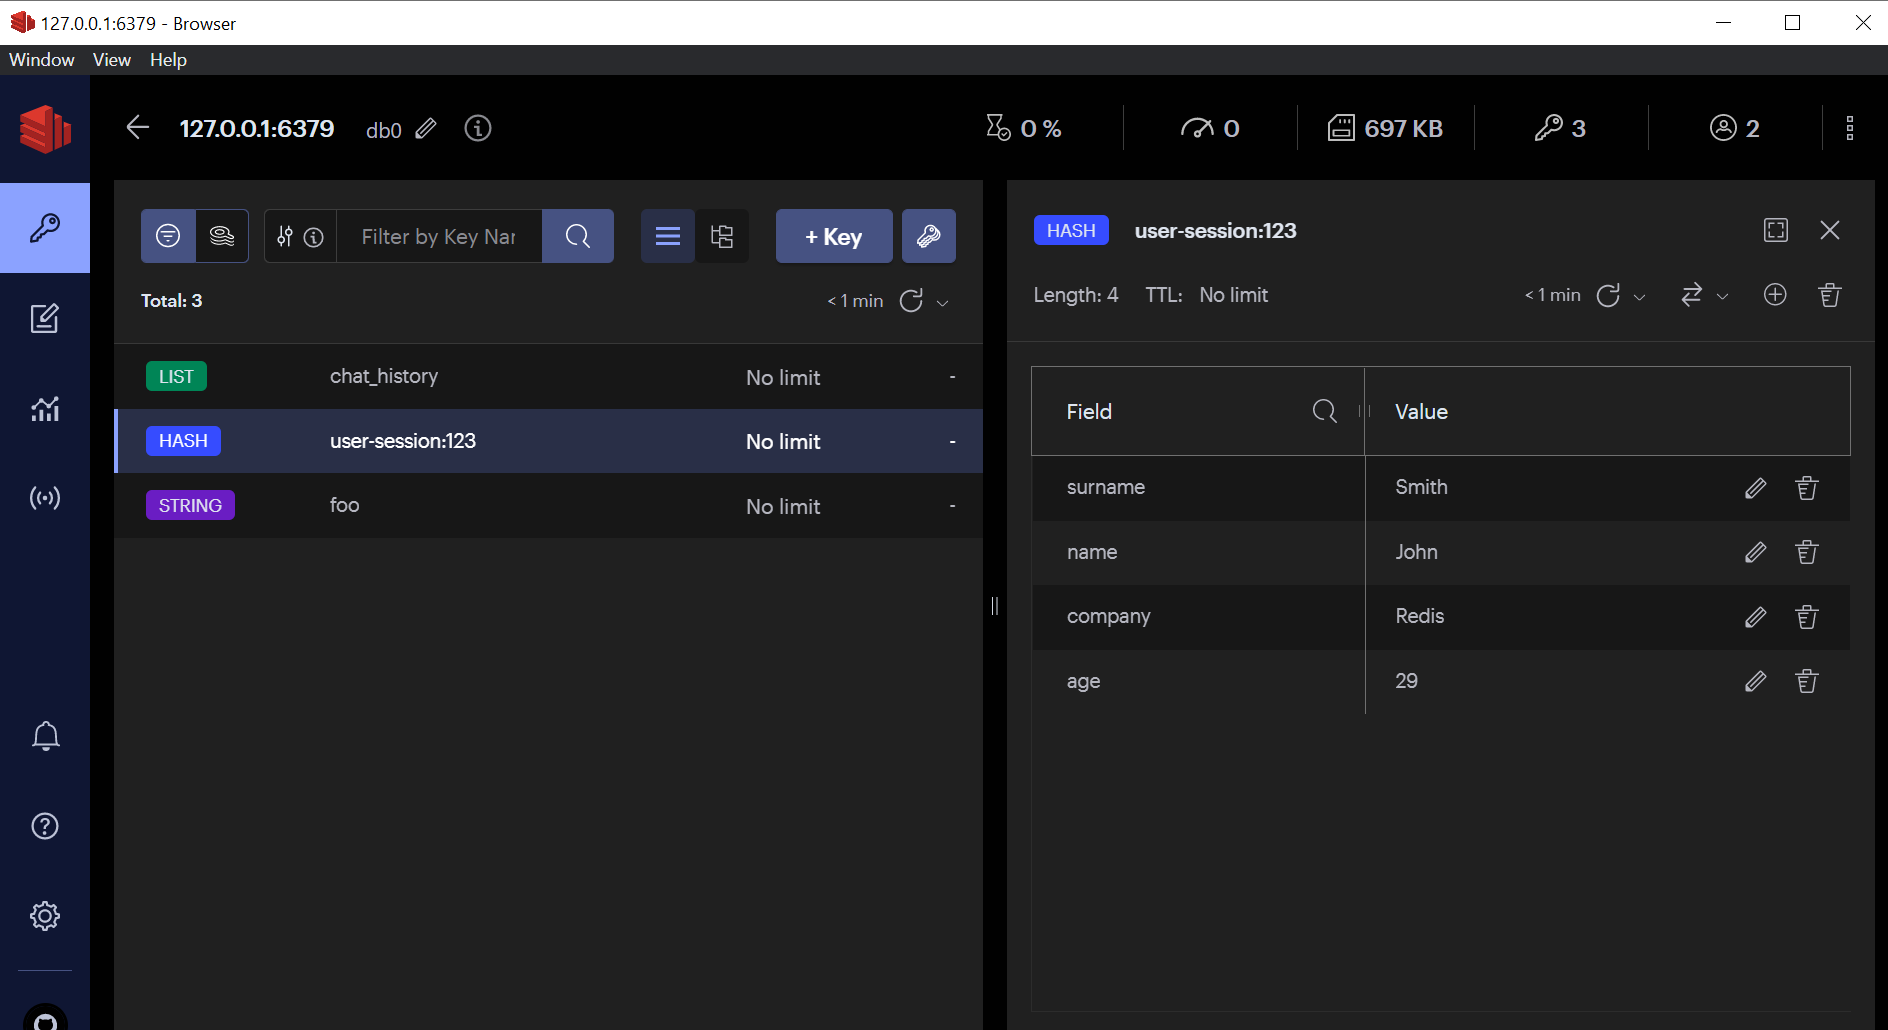 127.0.0.1:6379 - Browser
Window View Help
127.0.0.1:6379 db0 0 % 0 697 KB 3 2
Filter by Key Nar + Key
Total: 3 < 1 min
LIST chat_history No limit -
HASH user-session:123 No limit -
STRING foo No limit -
HASH user-session:123
Length: 4 TTL: No limit < 1 min
Field Value
surname Smith
name John
company Redis
age 29